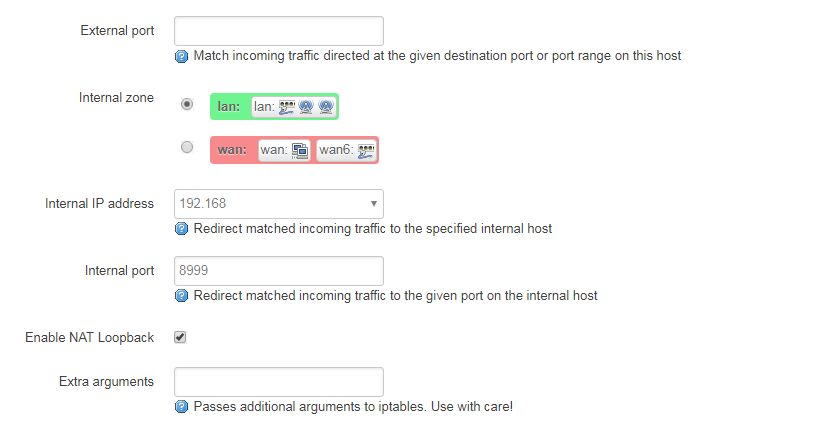 External port
Match incoming traffic directed at the given destination port or port range on this host
Internal zone
lan: lan:
wan: wan: wan6:
Internal IP address 192.168
Redirect matched incoming traffic to the specified internal host
Internal port 8999
Redirect matched incoming traffic to the given port on the internal host
Enable NAT Loopback
Extra arguments
Passes additional arguments to iptables. Use with care!